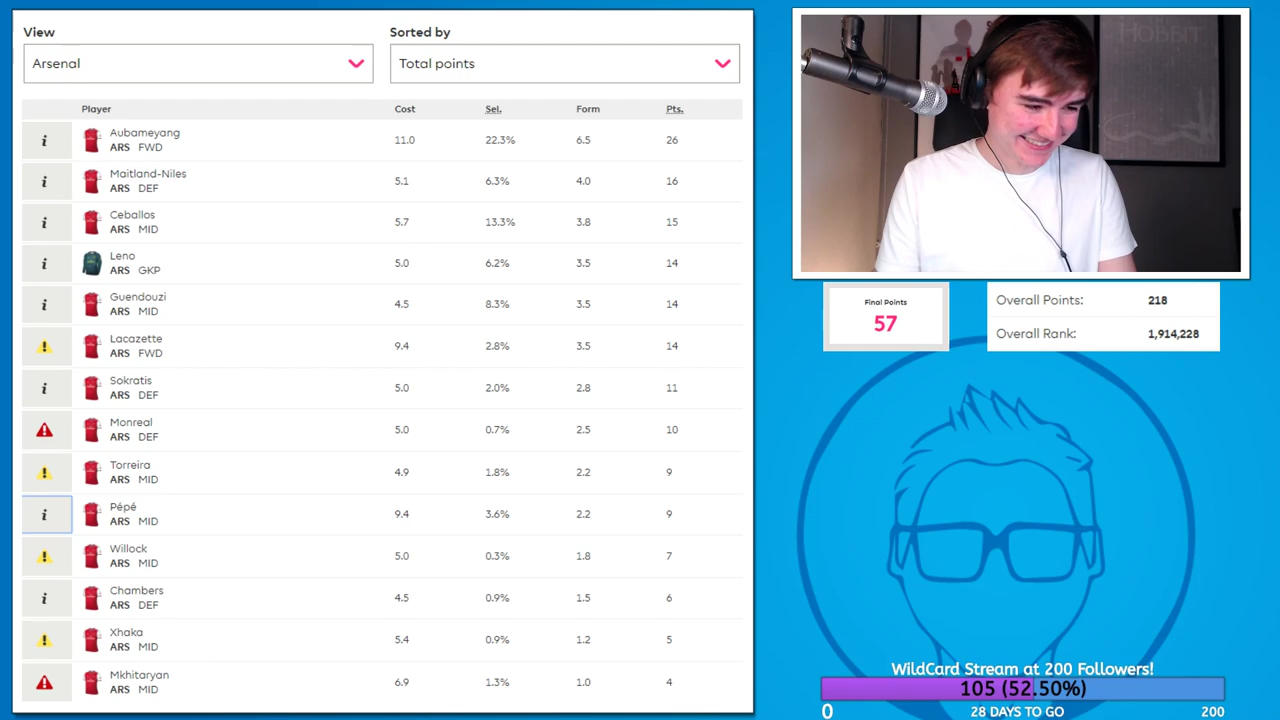 View
Sorted by
Arsenal
Total points
Player Cost Sel. Form Pts.
Aubameyang
ARS FWD 11.0 22.3% 6.5 26
Maitland-Niles
ARS DEF 5.1 6.3% 4.0 16
Ceballos
ARS MID 5.7 13.3% 3.8 15
Leno
ARS GKP 5.0 6.2% 3.5 14
Guendouzi
ARS MID 4.5 8.3% 3.5 14
Lacazette
ARS FWD 9.4 2.8% 3.5 14
Sokratis
ARS DEF 5.0 2.0% 2.8 11
Monreal
ARS DEF 5.0 0.7% 2.5 10
Torreira
ARS MID 4.9 1.8% 2.2 9
Pépé
ARS MID 9.4 3.6% 2.2 9
Willock
ARS MID 5.0 0.3% 1.8 7
Chambers
ARS DEF 4.5 0.9% 1.5 6
Xhaka
ARS MID 5.4 0.9% 1.2 5
Mkhitaryan
ARS MID 6.9 1.3% 1.0 4
HOBBIT
Final Points
57
Overall Points: 218
Overall Rank: 1,914,228
WildCard Stream at 200 Followers!
105 (52.50%)
0 28 DAYS TO GO 200